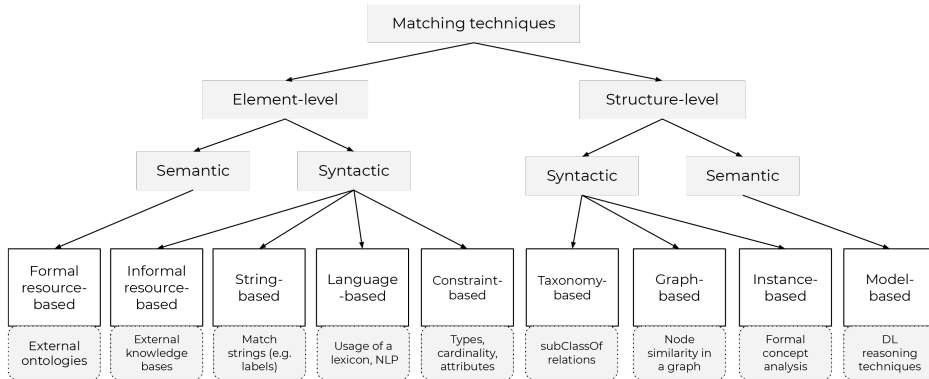 Matching techniques
Element-level
Structure-level
Semantic
Syntactic
Syntactic
Semantic
Formal
resource-
based
Informal
resource-
based
String-
based
Language
-based
Constraint-
based
Taxonomy-
based
Graph-
based
Instance-
based
Model-
based
External
ontologies
External
knowledge
bases
Match
strings (e.g.
labels)
Usage of a
lexicon, NLP
Types,
cardinality,
attributes
subClassOf
relations
Node
similarity in
a graph
Formal
concept
analysis
DL
reasoning
techniques